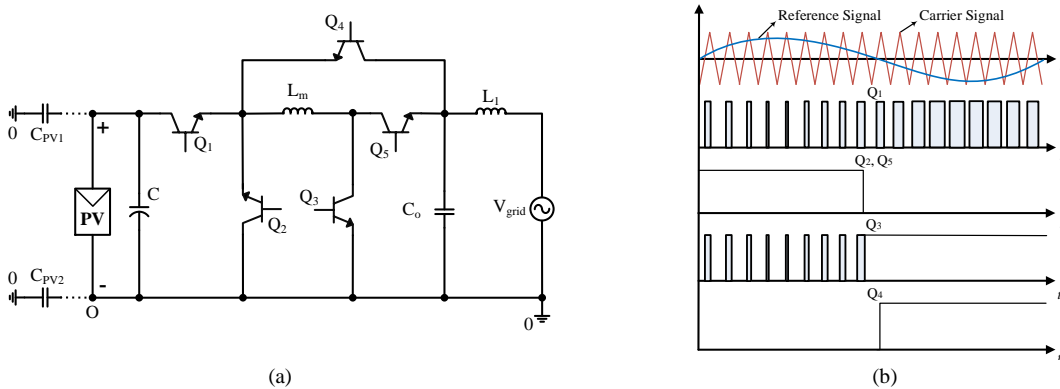 Q4
Lm
L1
0
CPV1
+
Q1
Q5
PV
C
Q2
Q3
Co
Vgrid
0
CPV2
-
O
0
(a)
Reference Signal
Carrier Signal
Q1
Q2, Q5
Q3
t
Q4
(b)